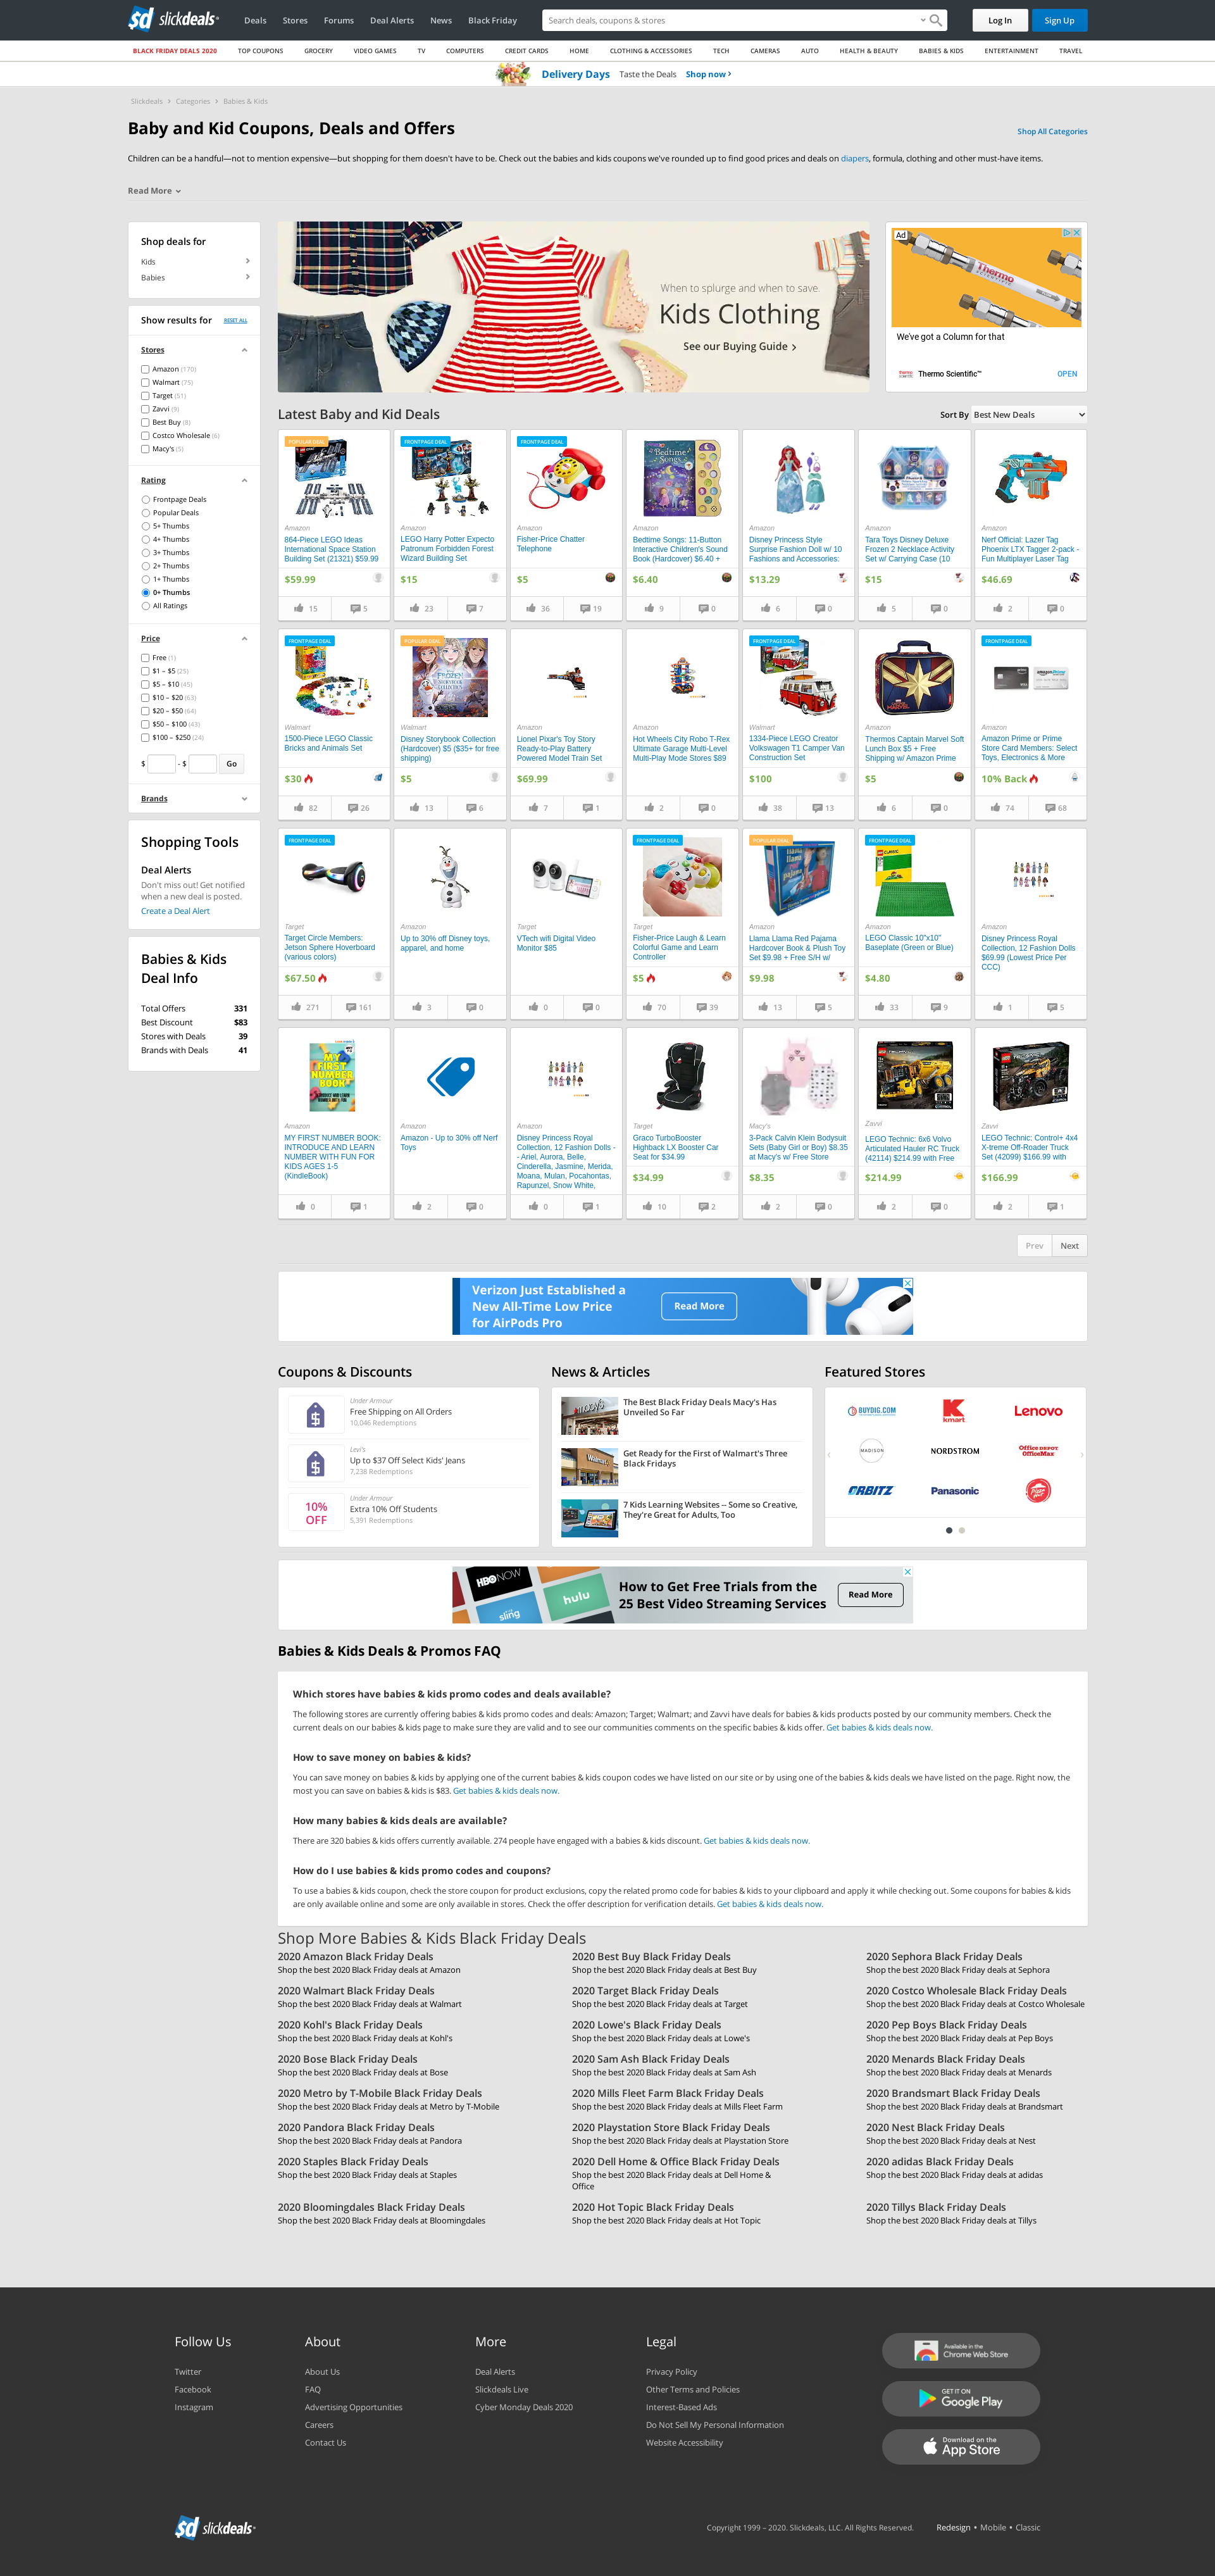 sd slickdeals
Deals Stores Forums Deal Alerts News Black Friday
Search deals, coupons & stores
Log In Sign Up
BLACK FRIDAY DEALS 2020 TOP COUPONS GROCERY VIDEO GAMES TV COMPUTERS CREDIT CARDS HOME CLOTHING & ACCESSORIES TECH CAMERAS AUTO HEALTH & BEAUTY BABIES & KIDS ENTERTAINMENT TRAVEL
Delivery Days Taste the Deals Shop now
Slickdeals Categories Babies & Kids
Baby and Kid Coupons, Deals and Offers
Shop All Categories
Children can be a handful—not to mention expensive—but shopping for them doesn't have to be. Check out the babies and kids coupons we've rounded up to find good prices and deals on diapers, formula, clothing and other must-have items.
Read More
Shop deals for
Kids
Babies
Show results for RESET ALL
Stores
Amazon (170)
Walmart (75)
Target (51)
Zavvi (9)
Best Buy (8)
Costco Wholesale (6)
Macy's (5)
Rating
Frontpage Deals
Popular Deals
5+ Thumbs
4+ Thumbs
3+ Thumbs
2+ Thumbs
1+ Thumbs
0+ Thumbs
All Ratings
Price
Free (1)
$1 – $5 (25)
$5 – $10 (45)
$10 – $20 (63)
$20 – $50 (64)
$50 – $100 (43)
$100 – $250 (24)
$ - $ Go
Brands
Shopping Tools
Deal Alerts
Don't miss out! Get notified
when a new deal is posted.
Create a Deal Alert
Babies & Kids
Deal Info
Total Offers 331
Best Discount $83
Stores with Deals 39
Brands with Deals 41
When to splurge and when to save.
Kids Clothing
See our Buying Guide
Ad
Thermo
We've got a Column for that
Thermo Scientific™ OPEN
Latest Baby and Kid Deals
Sort By Best New Deals
POPULAR DEAL
Amazon
864-Piece LEGO Ideas
International Space Station
Building Set (21321) $59.99
$59.99
15 5
FRONTPAGE DEAL
Amazon
LEGO Harry Potter Expecto
Patronum Forbidden Forest
Wizard Building Set
$15
23 7
FRONTPAGE DEAL
Amazon
Fisher-Price Chatter
Telephone
$5
36 19
Bedtime Songs
Amazon
Bedtime Songs: 11-Button
Interactive Children's Sound
Book (Hardcover) $6.40 +
$6.40
9 0
Amazon
Disney Princess Style
Surprise Fashion Doll w/ 10
Fashions and Accessories:
$13.29
6 0
Amazon
Tara Toys Disney Deluxe
Frozen 2 Necklace Activity
Set w/ Carrying Case (10
$15
5 0
Amazon
Nerf Official: Lazer Tag
Phoenix LTX Tagger 2-pack -
Fun Multiplayer Laser Tag
$46.69
2 0
FRONTPAGE DEAL
Walmart
1500-Piece LEGO Classic
Bricks and Animals Set
$30
82 26
POPULAR DEAL
FROZEN
Walmart
Disney Storybook Collection
(Hardcover) $5 ($35+ for free
shipping)
$5
13 6
Amazon
Lionel Pixar's Toy Story
Ready-to-Play Battery
Powered Model Train Set
$69.99
7 1
Amazon
Hot Wheels City Robo T-Rex
Ultimate Garage Multi-Level
Multi-Play Mode Stores $89
2 0
FRONTPAGE DEAL
Walmart
1334-Piece LEGO Creator
Volkswagen T1 Camper Van
Construction Set
$100
38 13
MARVEL
Amazon
Thermos Captain Marvel Soft
Lunch Box $5 + Free
Shipping w/ Amazon Prime
$5
6 0
FRONTPAGE DEAL
Amazon
Amazon Prime or Prime
Store Card Members: Select
Toys, Electronics & More
10% Back
74 68
FRONTPAGE DEAL
Target
Target Circle Members:
Jetson Sphere Hoverboard
(various colors)
$67.50
271 161
Amazon
Up to 30% off Disney toys,
apparel, and home
3 0
Target
VTech wifi Digital Video
Monitor $85
0 0
FRONTPAGE DEAL
Target
Fisher-Price Laugh & Learn
Colorful Game and Learn
Controller
$5
70 39
POPULAR DEAL
Amazon
Llama Llama Red Pajama
Hardcover Book & Plush Toy
Set $9.98 + Free S/H w/
$9.98
13 5
FRONTPAGE DEAL
CLASSIC
Amazon
LEGO Classic 10"x10"
Baseplate (Green or Blue)
$4.80
33 9
Amazon
Disney Princess Royal
Collection, 12 Fashion Dolls
$69.99 (Lowest Price Per
CCC)
1 5
MY FIRST NUMBER BOOK
Amazon
MY FIRST NUMBER BOOK:
INTRODUCE AND LEARN
NUMBER WITH FUN FOR
KIDS AGES 1-5
(KindleBook)
0 1
Amazon
Amazon - Up to 30% off Nerf
Toys
2 0
Amazon
Disney Princess Royal
Collection, 12 Fashion Dolls -
- Ariel, Aurora, Belle,
Cinderella, Jasmine, Merida,
Moana, Mulan, Pocahontas,
Rapunzel, Snow White,
0 1
Target
Graco TurboBooster
Highback LX Booster Car
Seat for $34.99
$34.99
10 2
Macy's
3-Pack Calvin Klein Bodysuit
Sets (Baby Girl or Boy) $8.35
at Macy's w/ Free Store
$8.35
2 0
Zavvi
LEGO Technic: 6x6 Volvo
Articulated Hauler RC Truck
(42114) $214.99 with Free
$214.99
2 0
Zavvi
LEGO Technic: Control+ 4x4
X-treme Off-Roader Truck
Set (42099) $166.99 with
$166.99
2 1
Prev Next
Verizon Just Established a
New All-Time Low Price
for AirPods Pro
Read More
Coupons & Discounts
Under Armour
Free Shipping on All Orders
10,046 Redemptions
Levi's
Up to $37 Off Select Kids' Jeans
7,238 Redemptions
10%
OFF
Under Armour
Extra 10% Off Students
5,391 Redemptions
News & Articles
The Best Black Friday Deals Macy's Has
Unveiled So Far
Get Ready for the First of Walmart's Three
Black Fridays
7 Kids Learning Websites -- Some so Creative,
They're Great for Adults, Too
Featured Stores
BUYDIG.COM
Kmart
Lenovo
MADISON
NORDSTROM
Office DEPOT
OfficeMax
ORBITZ
Panasonic
HBO NOW
sling
hulu
How to Get Free Trials from the
25 Best Video Streaming Services
Read More
Babies & Kids Deals & Promos FAQ
Which stores have babies & kids promo codes and deals available?
The following stores are currently offering babies & kids promo codes and deals: Amazon; Target; Walmart; and Zavvi have deals for babies & kids products posted by our community members. Check the
current deals on our babies & kids page to make sure they are valid and to see our communities comments on the specific babies & kids offer. Get babies & kids deals now.
How to save money on babies & kids?
You can save money on babies & kids by applying one of the current babies & kids coupon codes we have listed on our site or by using one of the babies & kids deals we have listed on the page. Right now, the
most you can save on babies & kids is $83. Get babies & kids deals now.
How many babies & kids deals are available?
There are 320 babies & kids offers currently available. 274 people have engaged with a babies & kids discount. Get babies & kids deals now.
How do I use babies & kids promo codes and coupons?
To use a babies & kids coupon, check the store coupon for product exclusions, copy the related promo code for babies & kids to your clipboard and apply it while checking out. Some coupons for babies & kids
are only available online and some are only available in stores. Check the offer description for verification details. Get babies & kids deals now.
Shop More Babies & Kids Black Friday Deals
2020 Amazon Black Friday Deals
Shop the best 2020 Black Friday deals at Amazon
2020 Best Buy Black Friday Deals
Shop the best 2020 Black Friday deals at Best Buy
2020 Sephora Black Friday Deals
Shop the best 2020 Black Friday deals at Sephora
2020 Walmart Black Friday Deals
Shop the best 2020 Black Friday deals at Walmart
2020 Target Black Friday Deals
Shop the best 2020 Black Friday deals at Target
2020 Costco Wholesale Black Friday Deals
Shop the best 2020 Black Friday deals at Costco Wholesale
2020 Kohl's Black Friday Deals
Shop the best 2020 Black Friday deals at Kohl's
2020 Lowe's Black Friday Deals
Shop the best 2020 Black Friday deals at Lowe's
2020 Pep Boys Black Friday Deals
Shop the best 2020 Black Friday deals at Pep Boys
2020 Bose Black Friday Deals
Shop the best 2020 Black Friday deals at Bose
2020 Sam Ash Black Friday Deals
Shop the best 2020 Black Friday deals at Sam Ash
2020 Menards Black Friday Deals
Shop the best 2020 Black Friday deals at Menards
2020 Metro by T-Mobile Black Friday Deals
Shop the best 2020 Black Friday deals at Metro by T-Mobile
2020 Mills Fleet Farm Black Friday Deals
Shop the best 2020 Black Friday deals at Mills Fleet Farm
2020 Brandsmart Black Friday Deals
Shop the best 2020 Black Friday deals at Brandsmart
2020 Pandora Black Friday Deals
Shop the best 2020 Black Friday deals at Pandora
2020 Playstation Store Black Friday Deals
Shop the best 2020 Black Friday deals at Playstation Store
2020 Nest Black Friday Deals
Shop the best 2020 Black Friday deals at Nest
2020 Staples Black Friday Deals
Shop the best 2020 Black Friday deals at Staples
2020 Dell Home & Office Black Friday Deals
Shop the best 2020 Black Friday deals at Dell Home &
Office
2020 adidas Black Friday Deals
Shop the best 2020 Black Friday deals at adidas
2020 Bloomingdales Black Friday Deals
Shop the best 2020 Black Friday deals at Bloomingdales
2020 Hot Topic Black Friday Deals
Shop the best 2020 Black Friday deals at Hot Topic
2020 Tillys Black Friday Deals
Shop the best 2020 Black Friday deals at Tillys
Follow Us
Twitter
Facebook
Instagram
About
About Us
FAQ
Advertising Opportunities
Careers
Contact Us
More
Deal Alerts
Slickdeals Live
Cyber Monday Deals 2020
Legal
Privacy Policy
Other Terms and Policies
Interest-Based Ads
Do Not Sell My Personal Information
Website Accessibility
Available in the
Chrome Web Store
GET IT ON
Google Play
Download on the
App Store
sd slickdeals
Copyright 1999 – 2020. Slickdeals, LLC. All Rights Reserved.
Redesign • Mobile • Classic